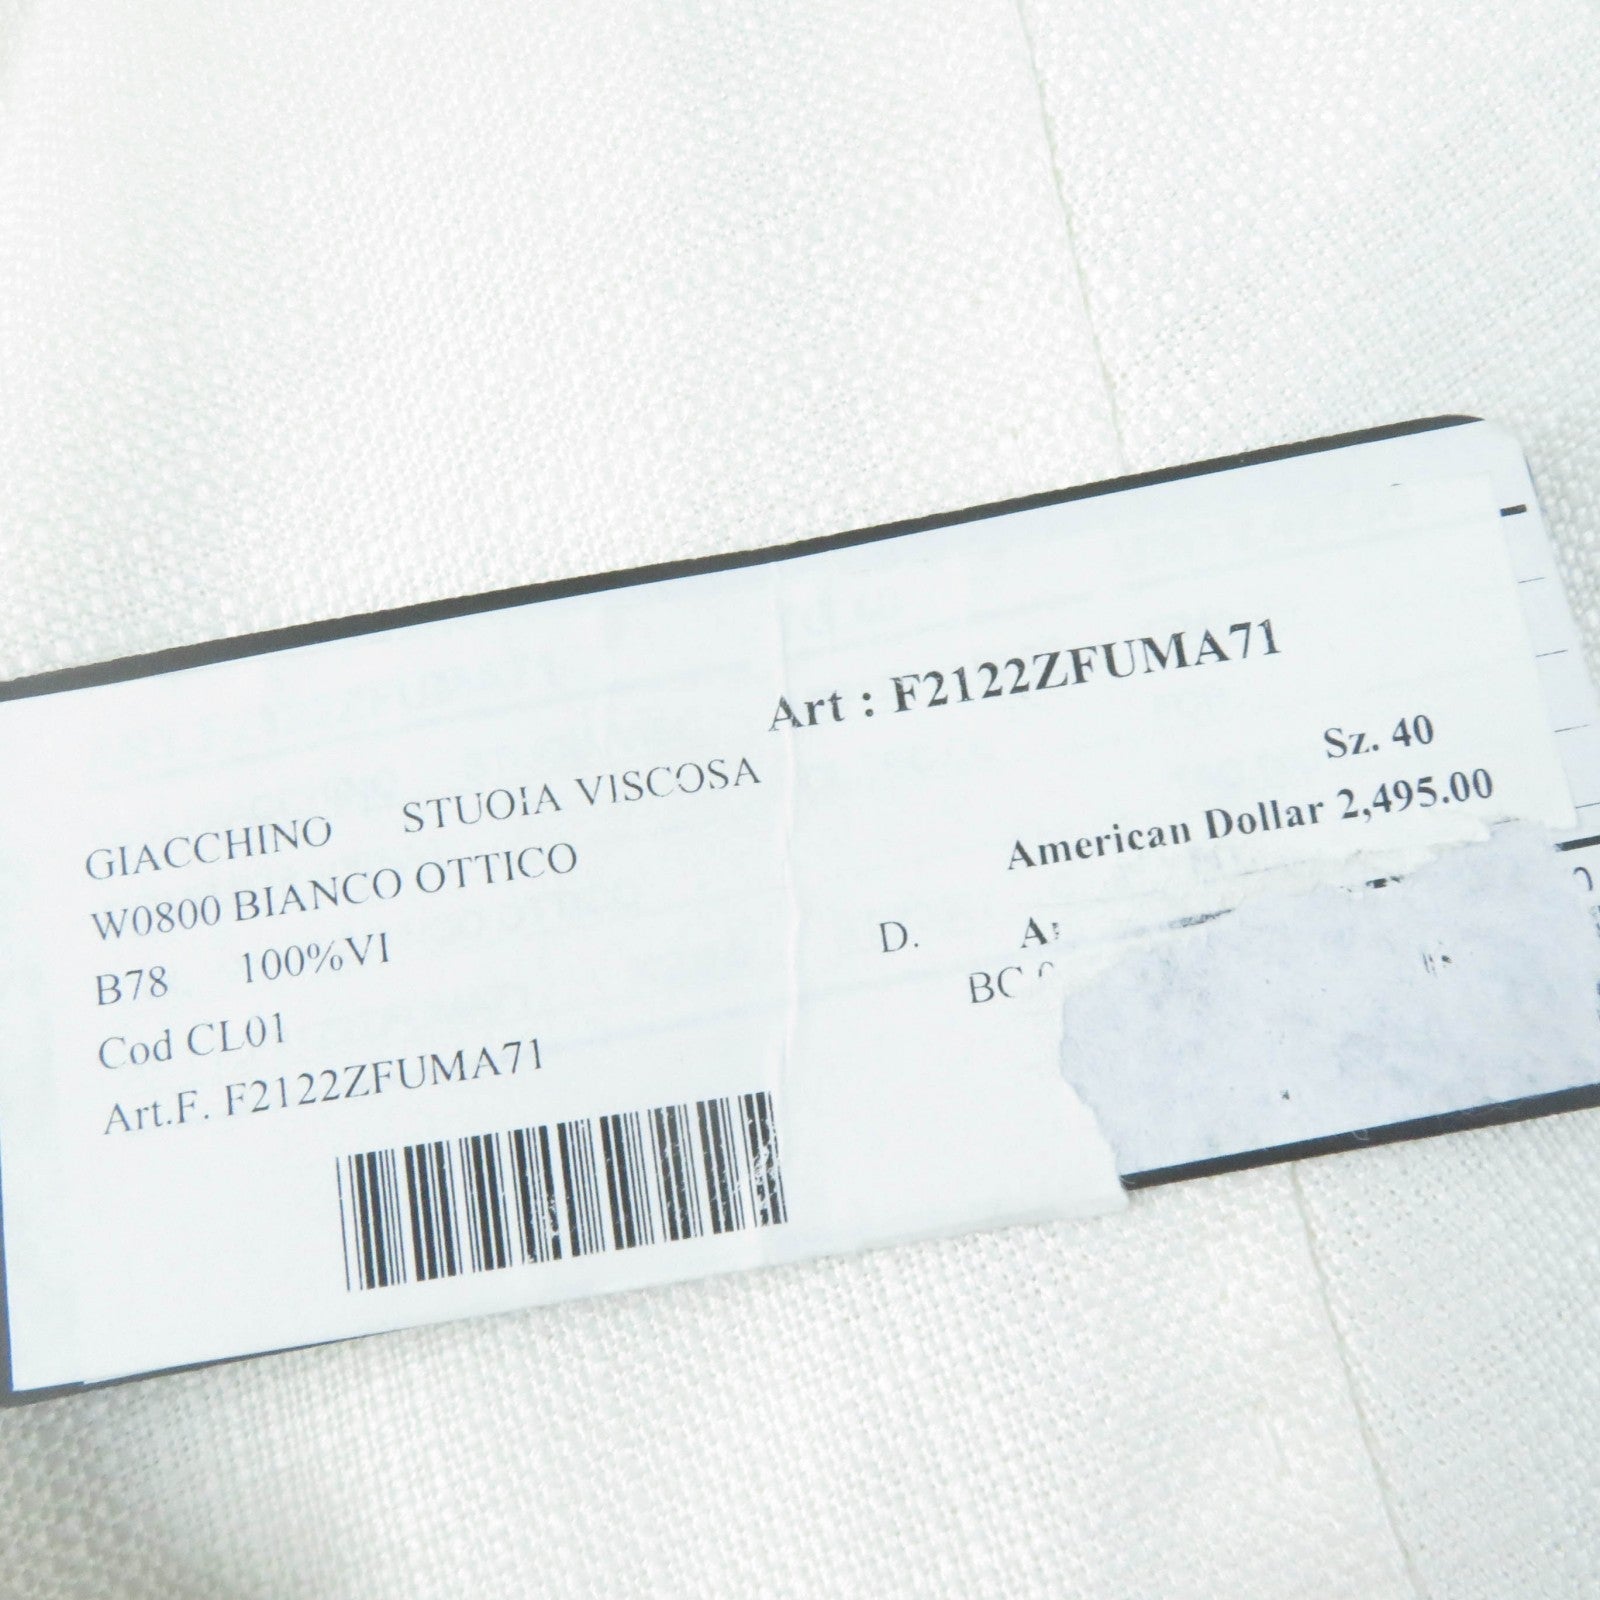 Art : F2122ZFUMA71
Sz. 40
American Dollar 2,495.00
GIACCHINO STUOIA VISCOSA
W0800 BIANCO OTTICO
B78 100%VI
Cod CL01
Art.F. F2122ZFUMA71
D.
BC